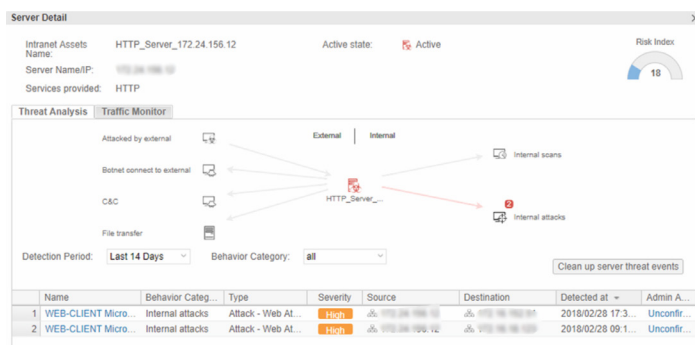 Server Detail
Intranet Assets Name: HTTP_Server_172.24.156.12 Active state: Active Risk Index
Server Name/IP:
18
Services provided: HTTP
Threat Analysis Traffic Monitor
Attacked by external External Internal
Internal scans
Botnet connect to external
C&C HTTP_Server_...
2
Internal attacks
File transfer
Detection Period: Last 14 Days Behavior Category: all
Clean up server threat events
Name Behavior Categ... Type Severity Source Destination Detected at Admin A...
1 WEB-CLIENT Micro... Internal attacks Attack - Web At... High 2018/02/28 17:3... Unconfir...
2 WEB-CLIENT Micro... Internal attacks Attack - Web At... High 2018/02/28 09:1... Unconfir...